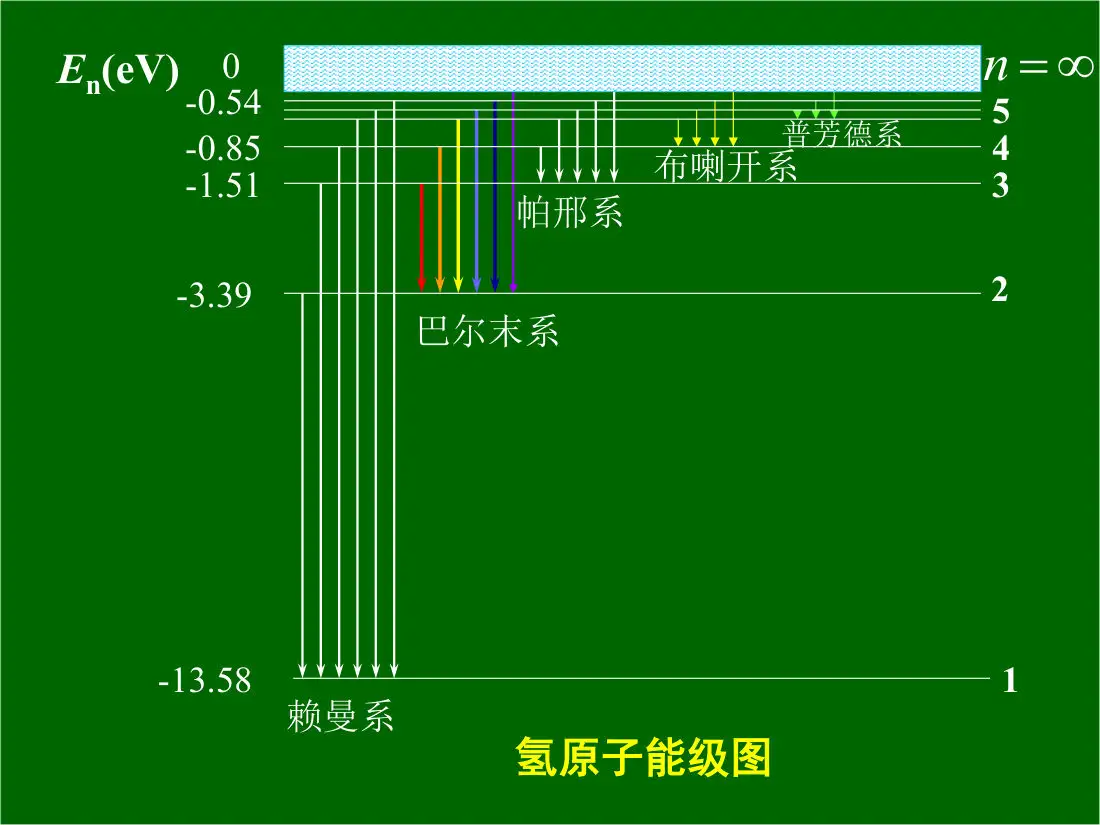 En(eV) 0 n = ∞
-0.54 5
普芳德系
-0.85 4
布喇开系
-1.51 3
帕邢系
-3.39 2
巴尔末系
-13.58 1
赖曼系
氢原子能级图